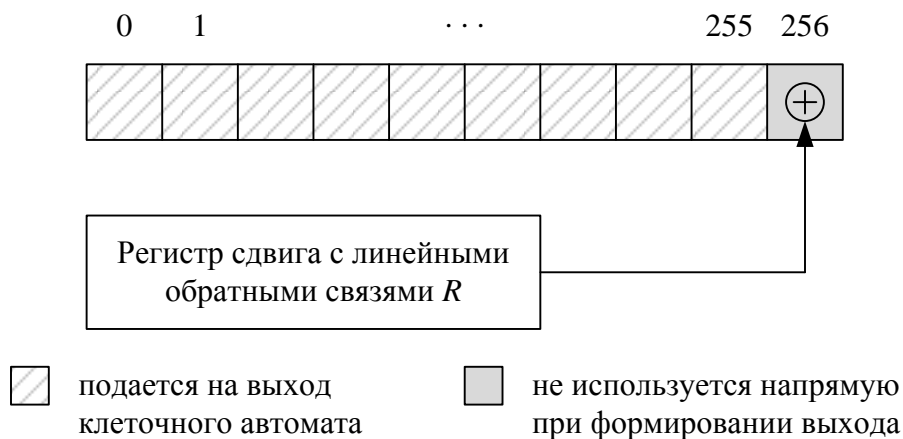 0 1 · · · 255 256
Регистр сдвига с линейными
обратными связями R
подается на выход
клеточного автомата
не используется напрямую
при формировании выхода